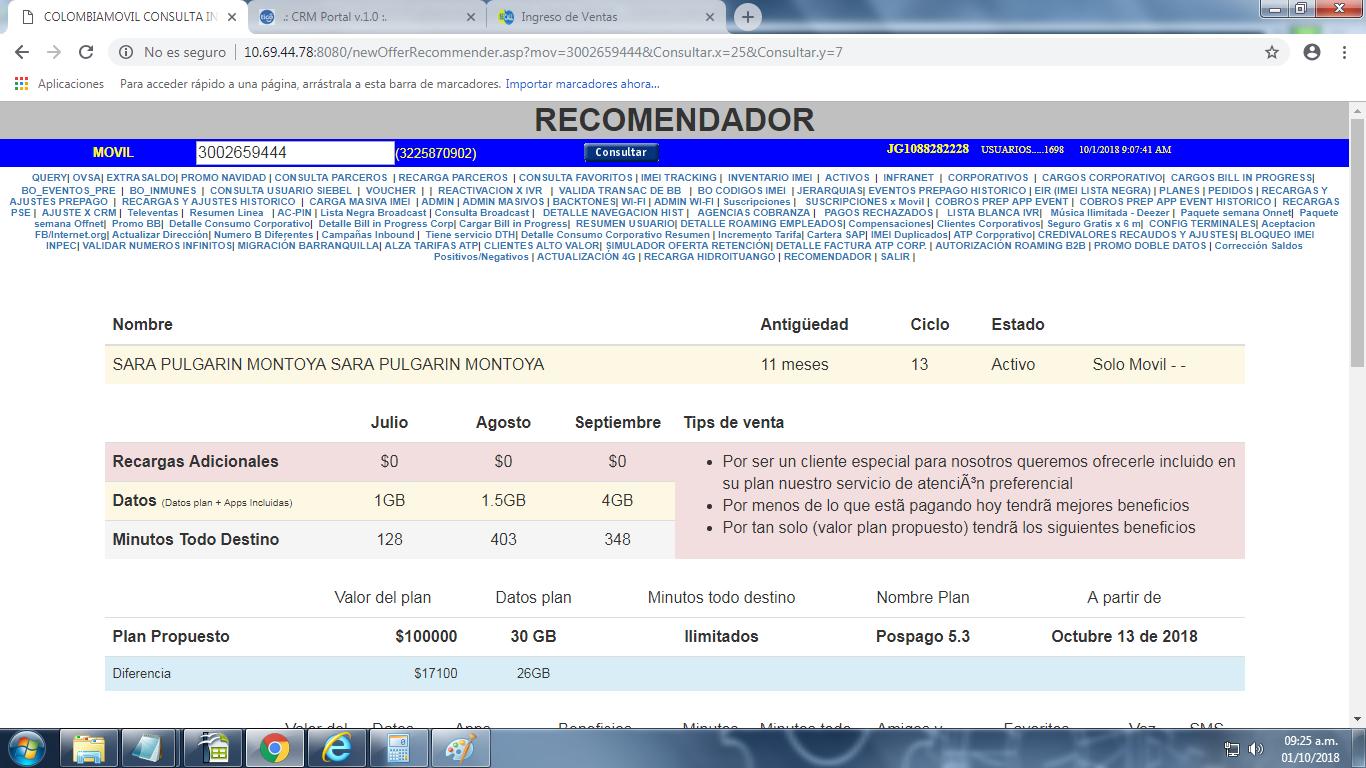 COLOMBIAMOVIL CONSULTA IN
.: CRM Portal v.1.0 :.
Ingreso de Ventas
No es seguro | 10.69.44.78:8080/newOfferRecommender.asp?mov=3002659444&Consultar.x=25&Consultar.y=7
Aplicaciones Para acceder rápido a una página, arrástrala a esta barra de marcadores. Importar marcadores ahora...
RECOMENDADOR
MOVIL 3002659444 (3225870902) Consultar JG1088282228 USUARIOS.....1698 10/1/2018 9:07:41 AM
QUERY| OVSA| EXTRASALDO| PROMO NAVIDAD | CONSULTA PARCEROS | RECARGA PARCEROS | CONSULTA FAVORITOS | IMEI TRACKING | INVENTARIO IMEI | ACTIVOS | INFRANET | CORPORATIVOS | CARGOS CORPORATIVO| CARGOS BILL IN PROGRESS|
BO_EVENTOS_PRE | BO_INMUNES | CONSULTA USUARIO SIEBEL | VOUCHER | | REACTIVACION X IVR | VALIDA TRANSAC DE BB | BO CODIGOS IMEI | JERARQUIAS| EVENTOS PREPAGO HISTORICO | EIR (IMEI LISTA NEGRA) | PLANES | PEDIDOS | RECARGAS Y
AJUSTES PREPAGO | RECARGAS Y AJUSTES HISTORICO | CARGA MASIVA IMEI | ADMIN | ADMIN MASIVOS | BACKTONES| WI-FI | ADMIN WI-FI | Suscripciones | SUSCRIPCIONES x Movil | COBROS PREP APP EVENT | COBROS PREP APP EVENT HISTORICO | RECARGAS
PSE | AJUSTE X CRM | Televentas | Resumen Linea | AC-PIN | Lista Negra Broadcast | Consulta Broadcast | DETALLE NAVEGACION HIST | AGENCIAS COBRANZA | PAGOS RECHAZADOS | LISTA BLANCA IVR| Música Ilimitada - Deezer | Paquete semana Onnet| Paquete
semana Offnet| Promo BB| Detalle Consumo Corporativo| Detalle Bill in Progress Corp| Cargar Bill in Progress| RESUMEN USUARIO| DETALLE ROAMING EMPLEADOS| Compensaciones| Clientes Corporativos| Seguro Gratis x 6 m| CONFIG TERMINALES| Aceptacion
FB/Internet.org| Actualizar Dirección| Numero B Diferentes | Campañas Inbound | Tiene servicio DTH| Detalle Consumo Corporativo Resumen | Incremento Tarifa| Cartera SAP| IMEI Duplicados| ATP Corporativo| CREDIVALORES RECAUDOS Y AJUSTES| BLOQUEO IMEI
INPEC| VALIDAR NUMEROS INFINITOS| MIGRACIÓN BARRANQUILLA| ALZA TARIFAS ATP| CLIENTES ALTO VALOR| SIMULADOR OFERTA RETENCIÓN| DETALLE FACTURA ATP CORP. | AUTORIZACIÓN ROAMING B2B | PROMO DOBLE DATOS | Corrección Saldos
Positivos/Negativos | ACTUALIZACIÓN 4G | RECARGA HIDROITUANGO | RECOMENDADOR | SALIR |
Nombre Antigüedad Ciclo Estado
SARA PULGARIN MONTOYA SARA PULGARIN MONTOYA 11 meses 13 Activo Solo Movil - -
Julio Agosto Septiembre Tips de venta
Recargas Adicionales $0 $0 $0
Datos (Datos plan + Apps Incluidas) 1GB 1.5GB 4GB
Minutos Todo Destino 128 403 348
• Por ser un cliente especial para nosotros queremos ofrecerle incluido en
su plan nuestro servicio de atenciÃ³n preferencial
• Por menos de lo que estã pagando hoy tendrã mejores beneficios
• Por tan solo (valor plan propuesto) tendrã los siguientes beneficios
Valor del plan Datos plan Minutos todo destino Nombre Plan A partir de
Plan Propuesto $100000 30 GB Ilimitados Pospago 5.3 Octubre 13 de 2018
Diferencia $17100 26GB
Valor del Datos Apps Beneficios Minutos Minutos todo Amigos y Favoritos Voz SMS
09:25 a.m.
01/10/2018